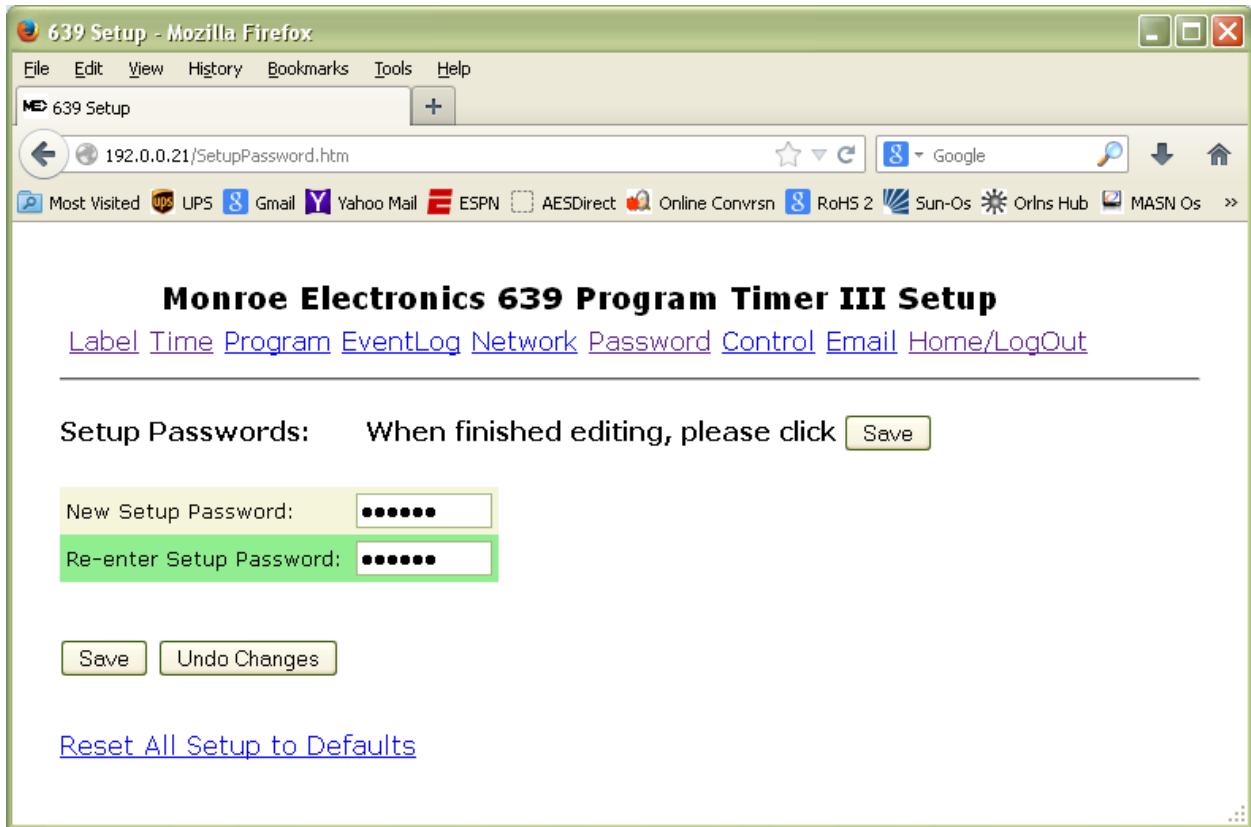 639 Setup - Mozilla Firefox
File Edit View History Bookmarks Tools Help
639 Setup +
192.0.0.21/SetupPassword.htm 8 Google
Most Visited ups UPS 8 Gmail Y Yahoo Mail E ESPN AESDirect Online Convrsn 8 RoHS 2 Sun-Os Orlns Hub MASN Os »
Monroe Electronics 639 Program Timer III Setup
Label Time Program EventLog Network Password Control Email Home/LogOut
Setup Passwords: When finished editing, please click Save
New Setup Password: ••••••
Re-enter Setup Password: ••••••
Save Undo Changes
Reset All Setup to Defaults